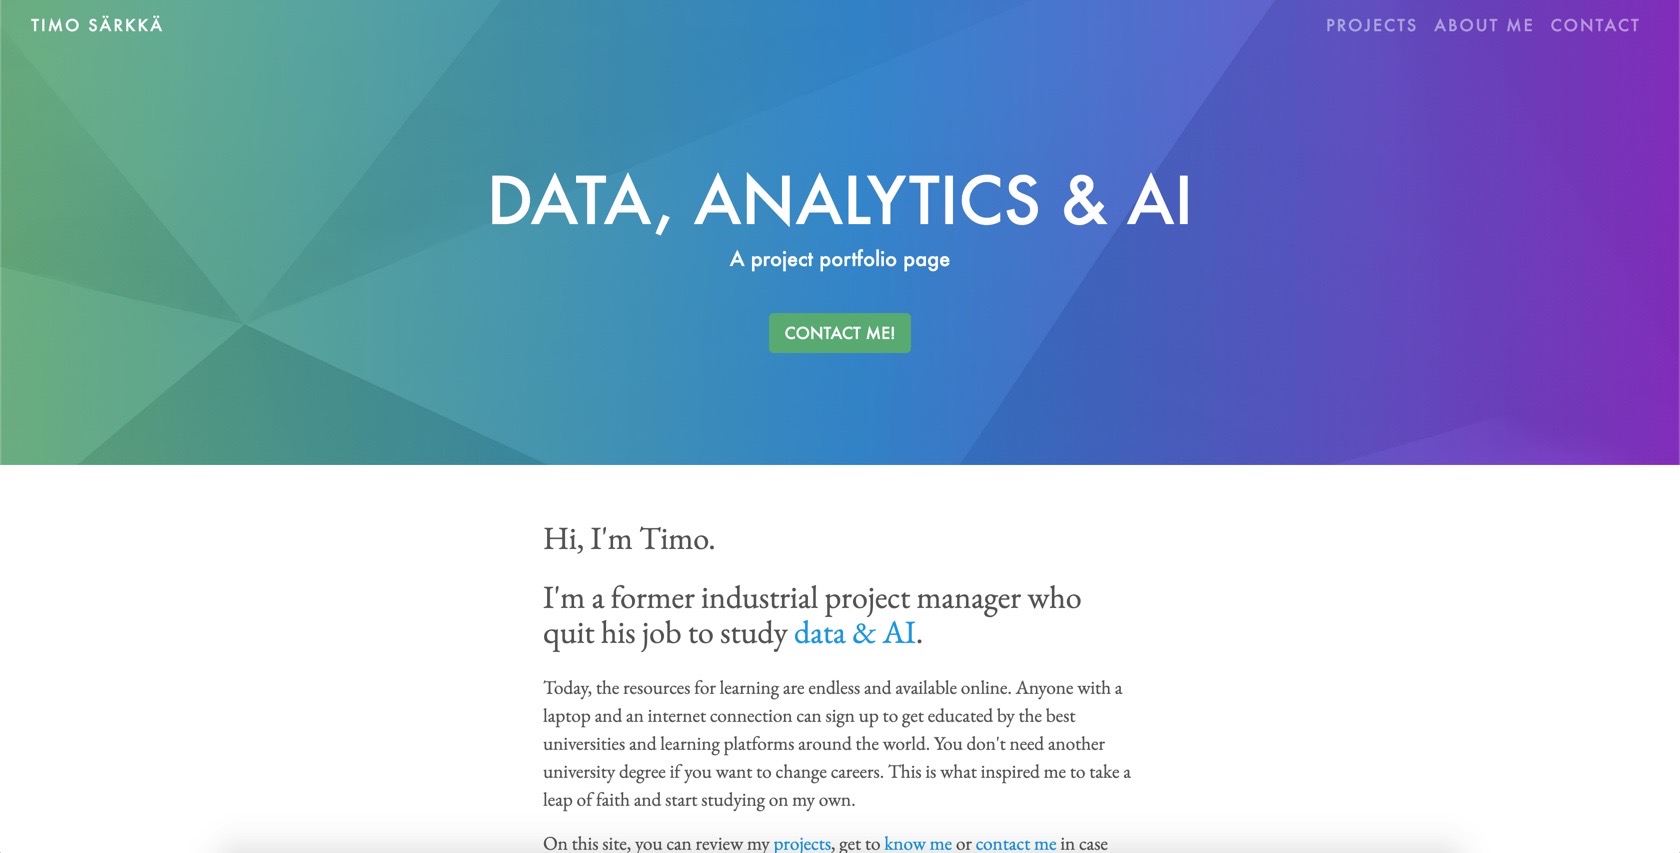 TIMO SÄRKKÄ
PROJECTS ABOUT ME CONTACT
DATA, ANALYTICS & AI
A project portfolio page
CONTACT ME!
Hi, I'm Timo.
I'm a former industrial project manager who
quit his job to study data & AI.
Today, the resources for learning are endless and available online. Anyone with a
laptop and an internet connection can sign up to get educated by the best
universities and learning platforms around the world. You don't need another
university degree if you want to change careers. This is what inspired me to take a
leap of faith and start studying on my own.
On this site, you can review my projects, get to know me or contact me in case